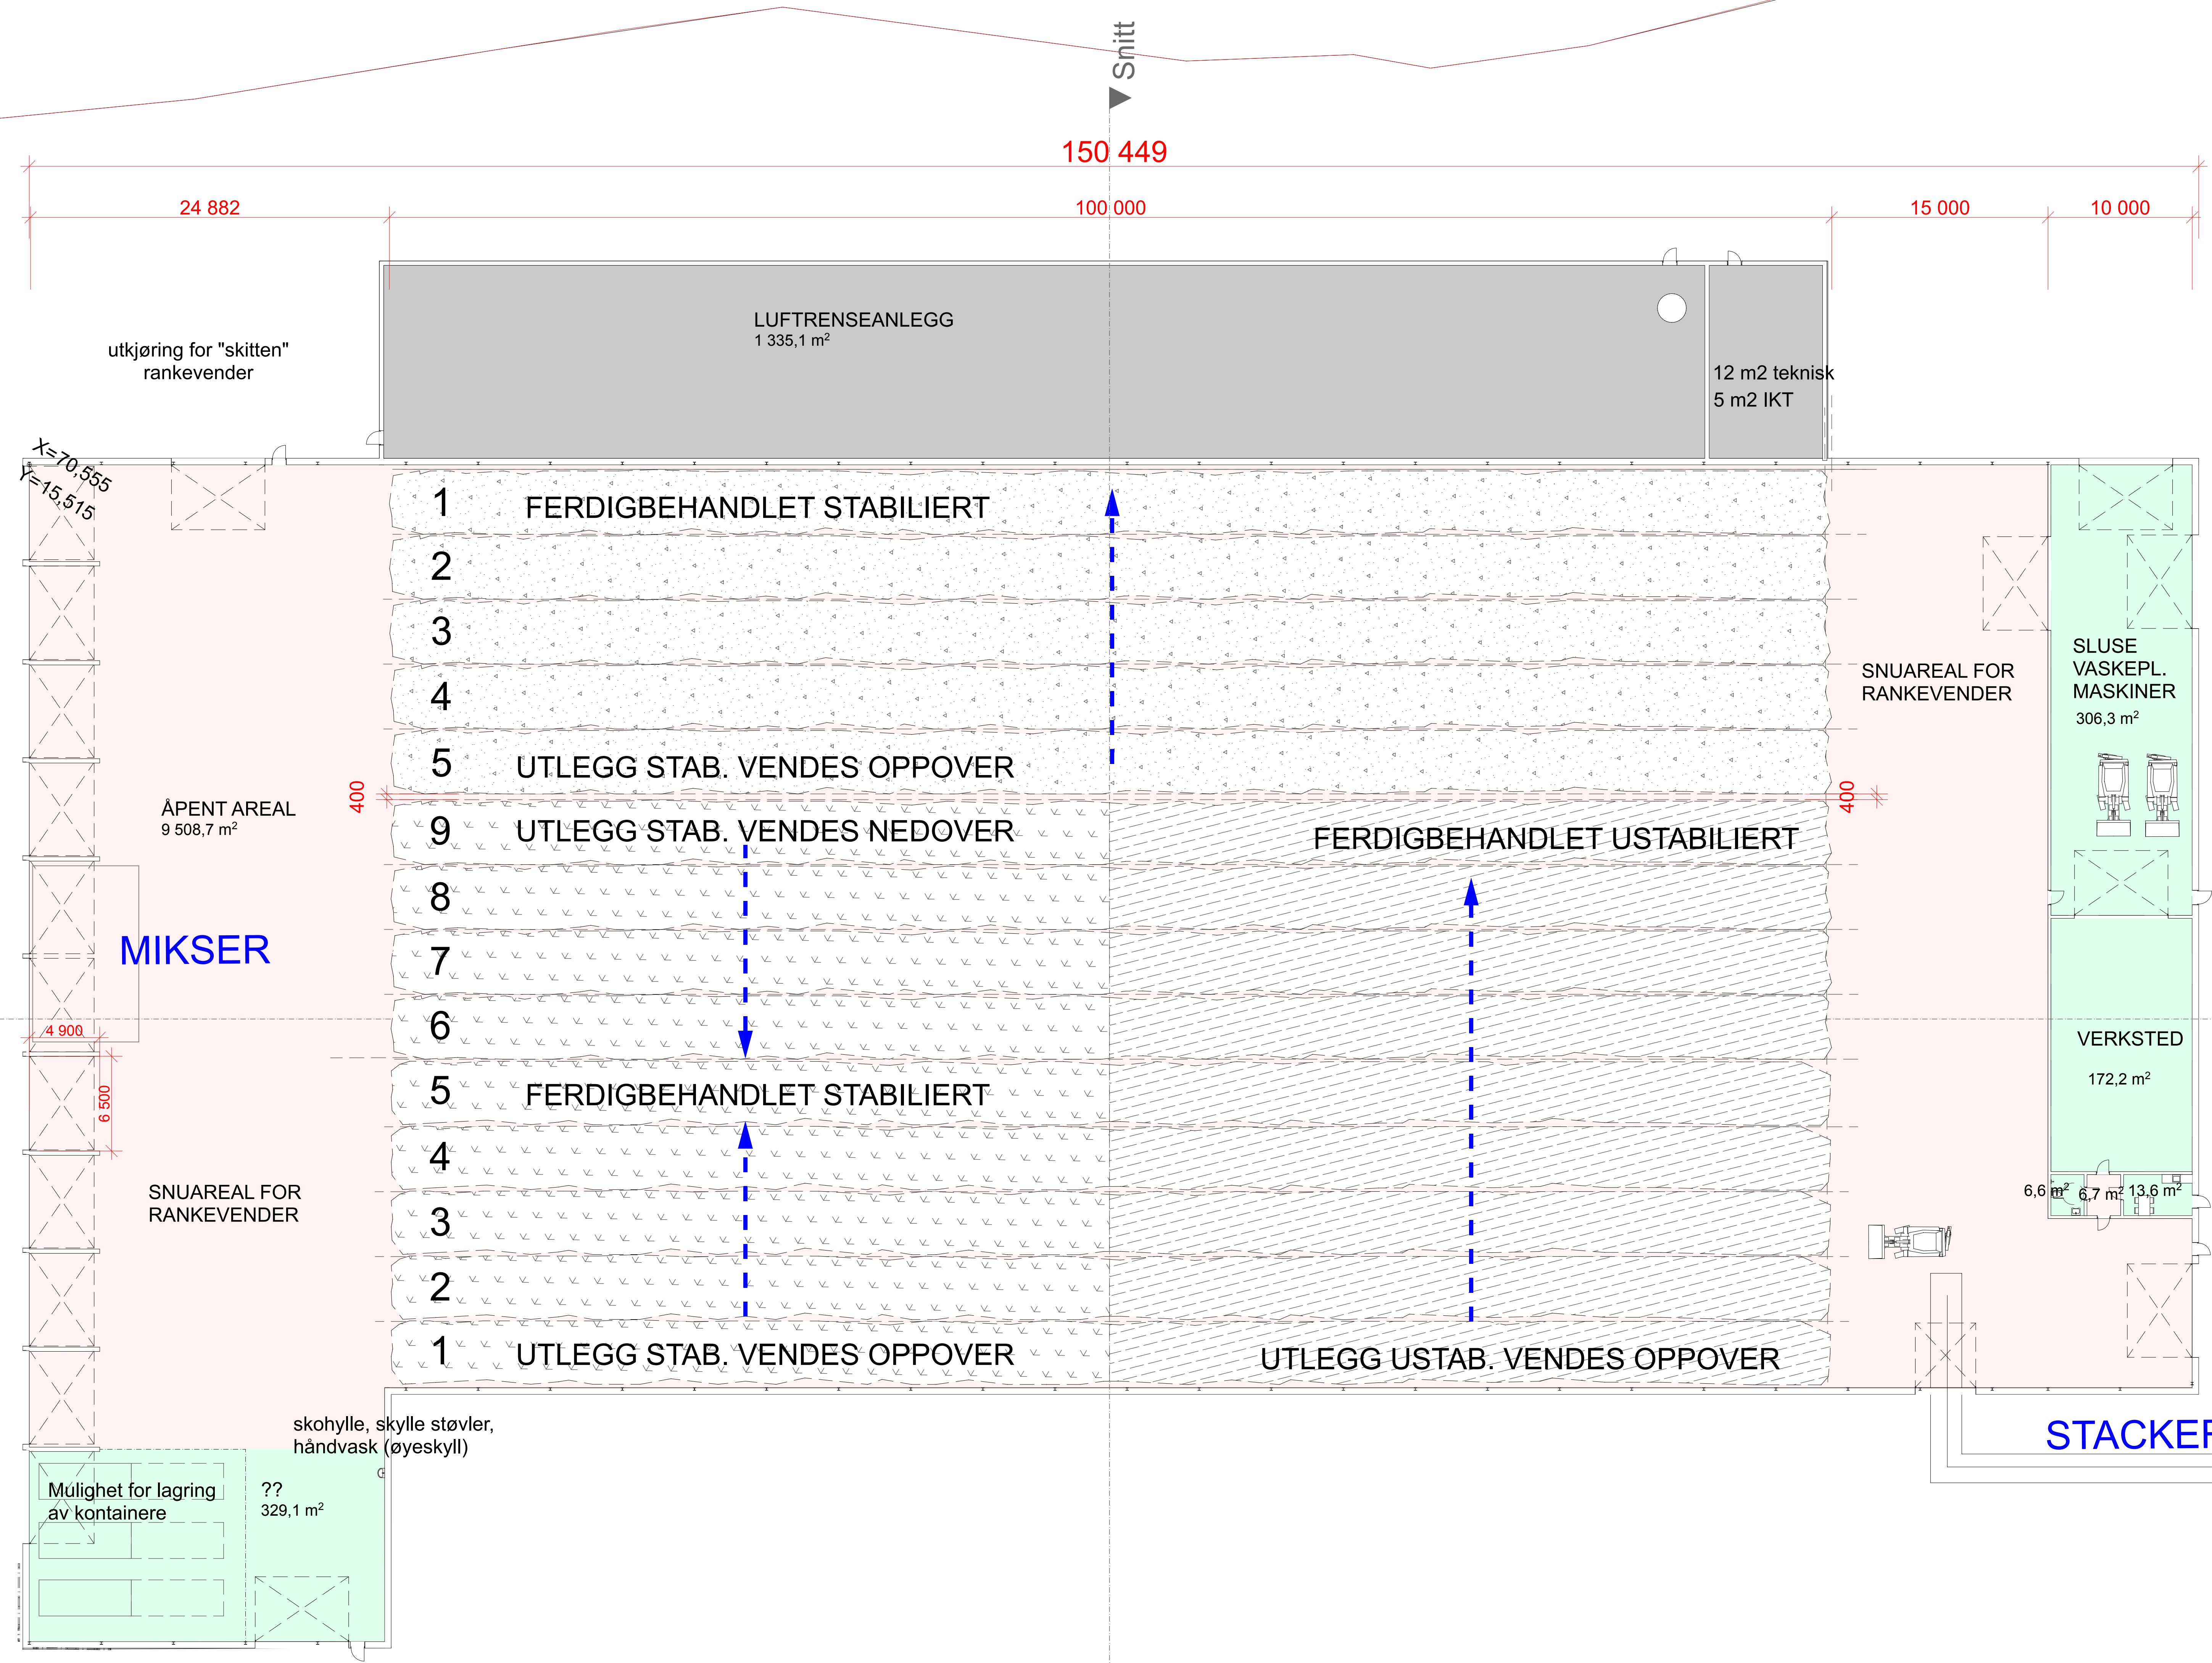 Snitt
150 449
24 882
100 000
15 000
10 000
LUFTRENSEANLEGG
1 335,1 m²
utkjøring for "skitten"
rankevender
12 m2 teknisk
5 m2 IKT
X=70,555
Y=15,515
1
FERDIGBEHANDLET STABILIERT
2
3
4
5
UTLEGG STAB. VENDES OPPOVER
SNUAREAL FOR
RANKEVENDER
SLUSE
VASKEPL.
MASKINER
306,3 m²
400
400
ÅPENT AREAL
9 508,7 m²
9
UTLEGG STAB. VENDES NEDOVER
FERDIGBEHANDLET USTABILIERT
8
MIKSER
7
6
4 900
6 500
VERKSTED
172,2 m²
5
FERDIGBEHANDLET STABILIERT
4
SNUAREAL FOR
RANKEVENDER
6,6 m²
6,7 m²
13,6 m²
3
2
1
UTLEGG STAB. VENDES OPPOVER
UTLEGG USTAB. VENDES OPPOVER
skohylle, skylle støvler,
håndvask (øyeskyll)
STACKER
Mulighet for lagring
av kontainere
??
329,1 m²